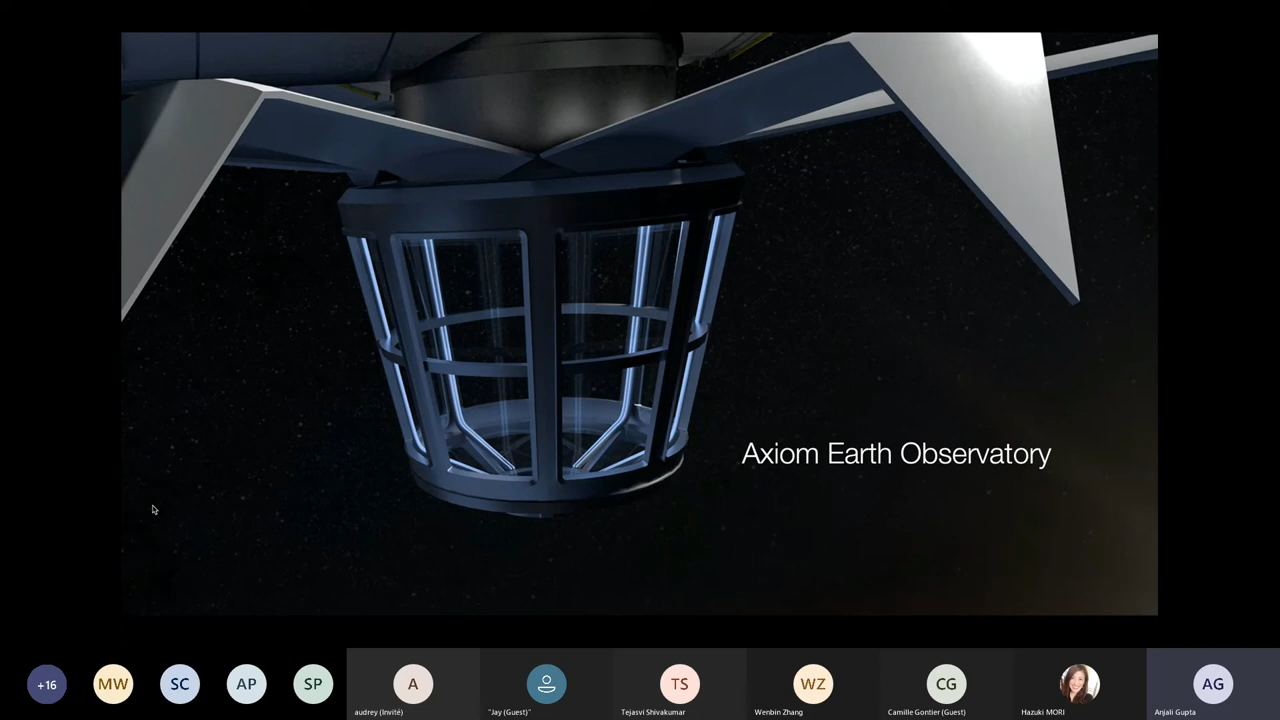 Axiom Earth Observatory
+16
MW
SC
AP
SP
A
TS
WZ
CG
AG
audrey (Invité)
"Jay (Guest)"
Tejasvi Shivakumar
Wenbin Zhang
Camille Gontier (Guest)
Hazuki MORI
Anjali Gupta